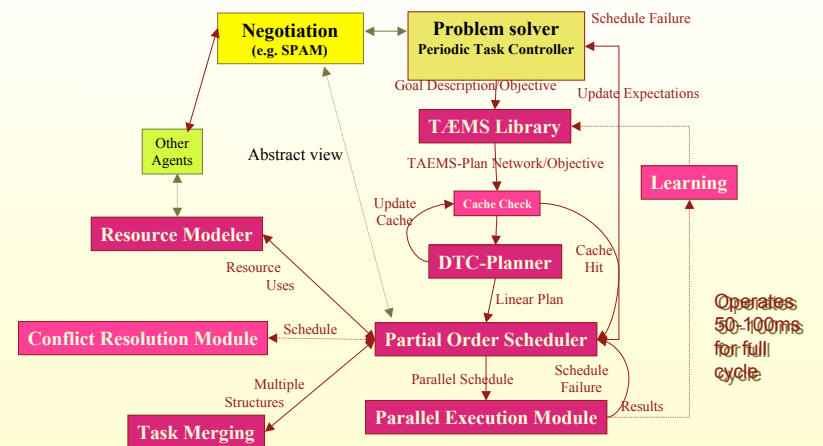 Negotiation
(e.g. SPAM)
Problem solver
Periodic Task Controller
Schedule Failure
Goal Description/Objective
Update Expectations
TÆMS Library
Other
Agents
Abstract view
TAEMS-Plan Network/Objective
Learning
Update
Cache
Cache Check
Resource Modeler
DTC-Planner
Cache
Hit
Resource
Uses
Linear Plan
Operates
50-100ms
for full
cycle
Conflict Resolution Module
Schedule
Partial Order Scheduler
Multiple
Structures
Parallel Schedule
Schedule
Failure
Task Merging
Parallel Execution Module
Results